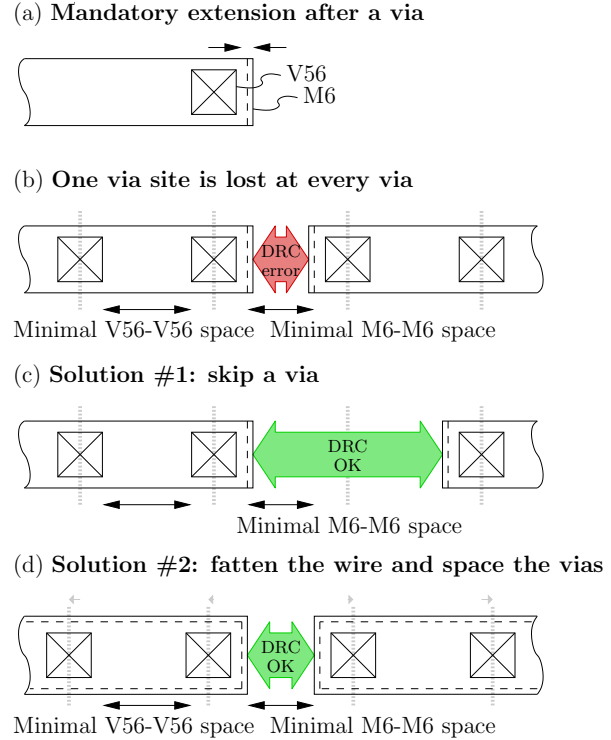 (a) Mandatory extension after a via
V56
M6
(b) One via site is lost at every via
DRC
error
Minimal V56-V56 space Minimal M6-M6 space
(c) Solution #1: skip a via
DRC
OK
Minimal M6-M6 space
(d) Solution #2: fatten the wire and space the vias
DRC
OK
Minimal V56-V56 space Minimal M6-M6 space